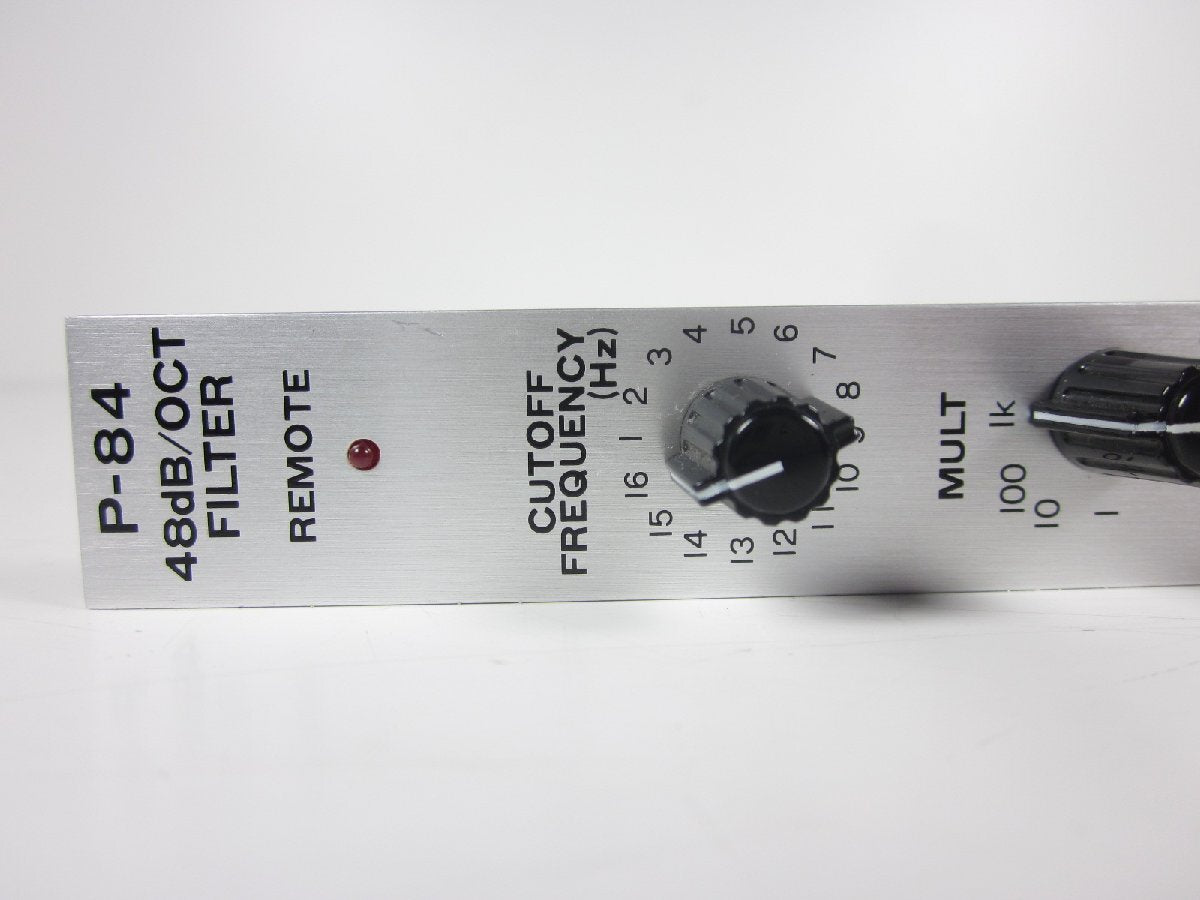 P-84
48dB/OCT
FILTER
REMOTE
CUTOFF
FREQUENCY
(Hz)
1
2
3
4
5
6
7
8
9
10
11
12
13
14
15
16
MULT
1k
100
10
1